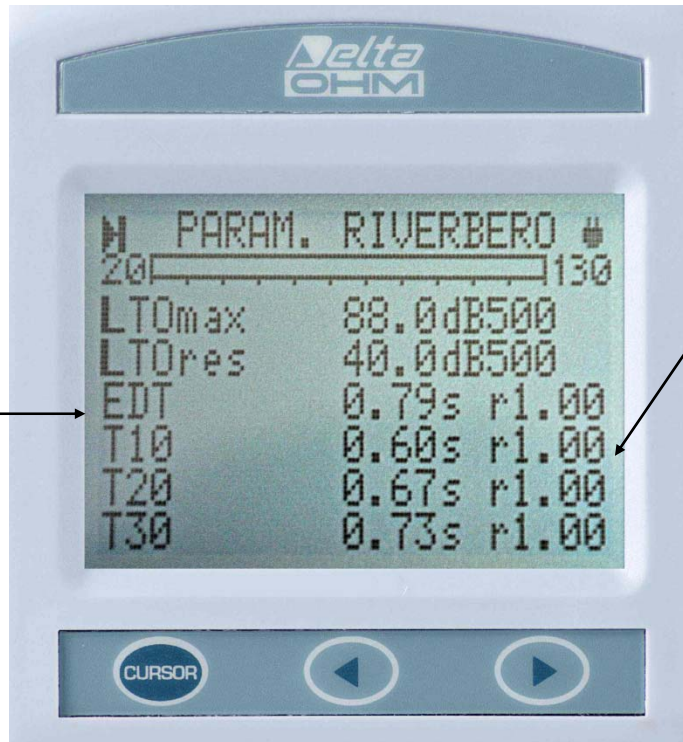 Delta
OHM
PARAM. RIVERBERO
20 130
LTOmax 88.0dB500
LTOres 40.0dB500
EDT 0.79s r1.00
T10 0.60s r1.00
T20 0.67s r1.00
T30 0.73s r1.00
CURSOR